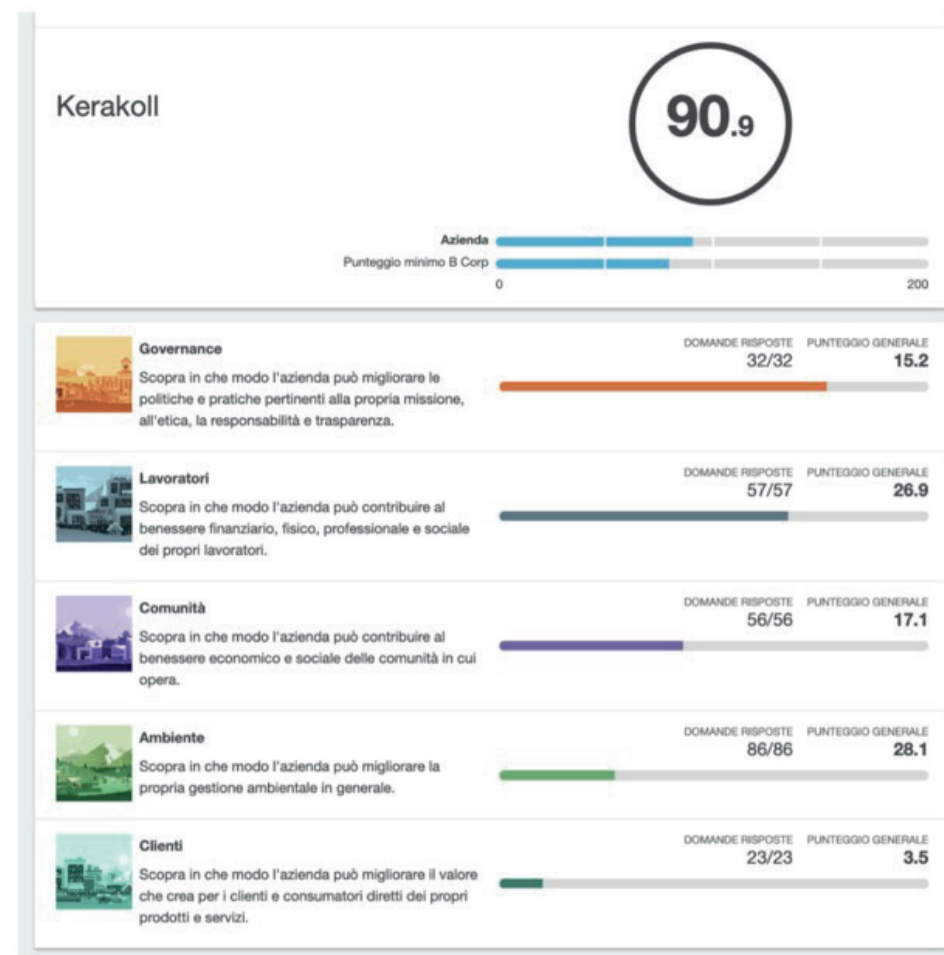 Kerakoll
90.9
Azienda
Punteggio minimo B Corp
0 200
Governance
Scopra in che modo l'azienda può migliorare le
politiche e pratiche pertinenti alla propria missione,
all'etica, la responsabilità e trasparenza.
DOMANDE RISPOSTE PUNTEGGIO GENERALE
32/32 15.2
Lavoratori
Scopra in che modo l'azienda può contribuire al
benessere finanziario, fisico, professionale e sociale
dei propri lavoratori.
DOMANDE RISPOSTE PUNTEGGIO GENERALE
57/57 26.9
Comunità
Scopra in che modo l'azienda può contribuire al
benessere economico e sociale delle comunità in cui
opera.
DOMANDE RISPOSTE PUNTEGGIO GENERALE
56/56 17.1
Ambiente
Scopra in che modo l'azienda può migliorare la
propria gestione ambientale in generale.
DOMANDE RISPOSTE PUNTEGGIO GENERALE
86/86 28.1
Clienti
Scopra in che modo l'azienda può migliorare il valore
che crea per i clienti e consumatori diretti dei propri
prodotti e servizi.
DOMANDE RISPOSTE PUNTEGGIO GENERALE
23/23 3.5